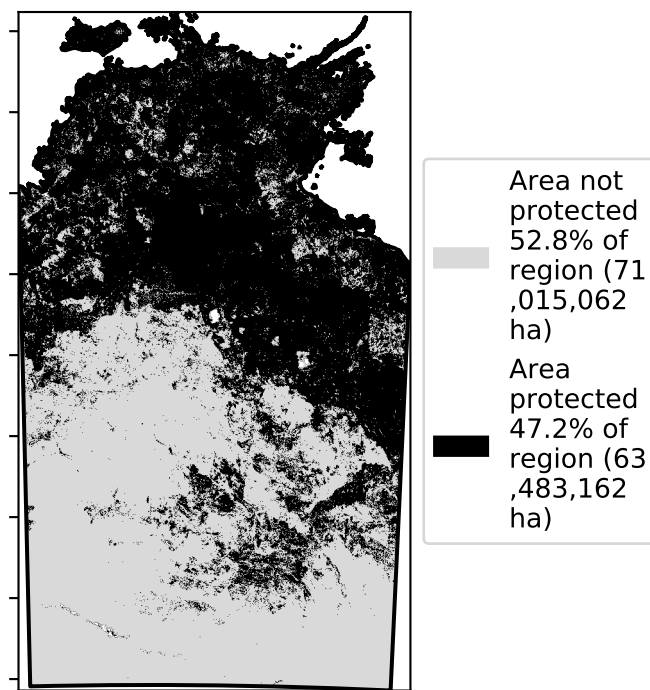 Area not
protected
52.8% of
region (71
,015,062
ha)
Area
protected
47.2% of
region (63
,483,162
ha)